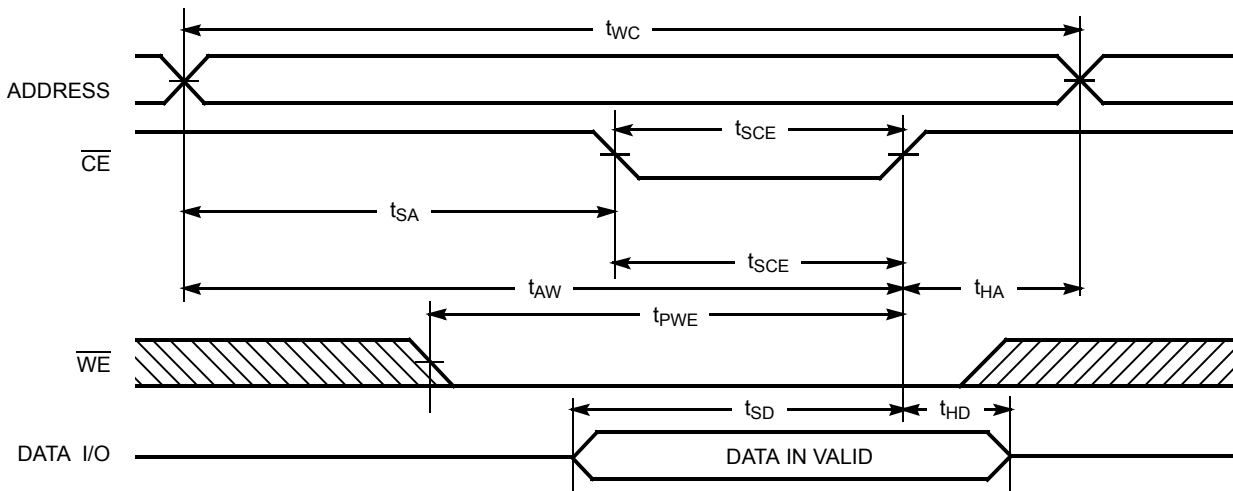 tWC
ADDRESS
tSCE
CE
tSA
tSCE
tAW
tHA
tPWE
WE
tSD
tHD
DATA I/O
DATA IN VALID